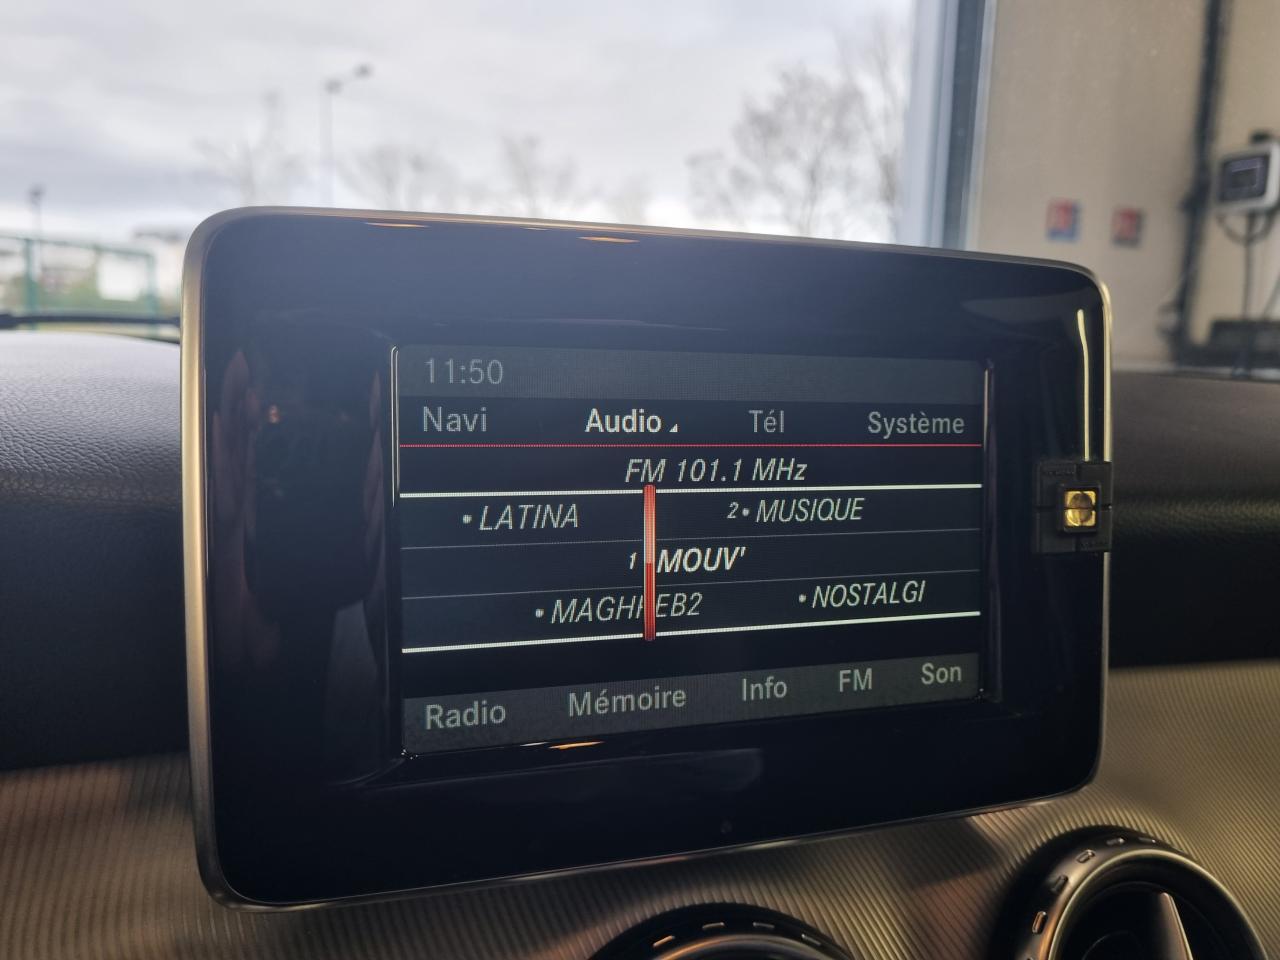 11:50
Navi Audio Tél Système
FM 101.1 MHz
LATINA 2 MUSIQUE
1 MOUV'
MAGHREB2 NOSTALGI
Radio Mémoire Info FM Son